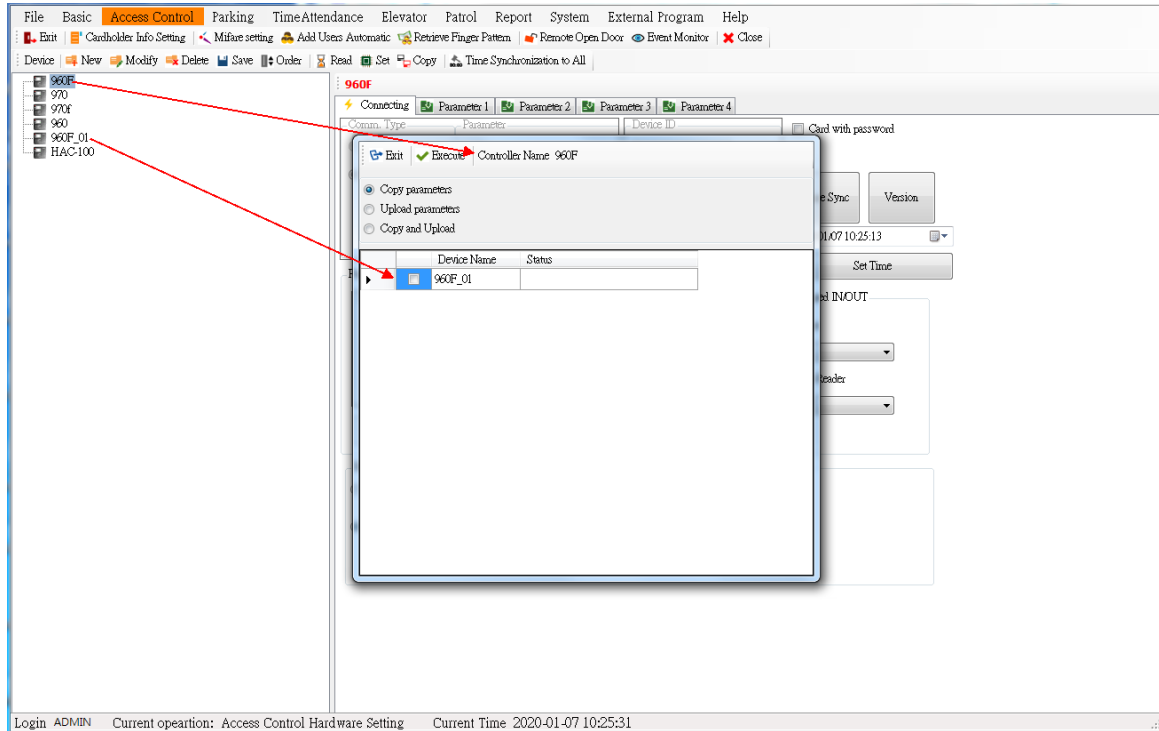 File Basic Access Control Parking TimeAttendance Elevator Patrol Report System External Program Help
Exit Cardholder Info Setting Mifare setting Add Users Automatic Retrieve Finger Pattern Remote Open Door Event Monitor Close
Device New Modify Delete Save Order Read Set Copy Time Synchronization to All
960F
970
970f
960
960F_01
HAC-100
960F
Connecting Parameter 1 Parameter 2 Parameter 3 Parameter 4
Comm. Type Parameter Device ID
Card with password
Exit Execute Controller Name 960F
Copy parameters
Upload parameters
Copy and Upload
Device Name Status
960F_01
e Sync Version
01/07 10:25:13
Set Time
ed IN/OUT
Login ADMIN Current opeartion: Access Control Hardware Setting Current Time 2020-01-07 10:25:31